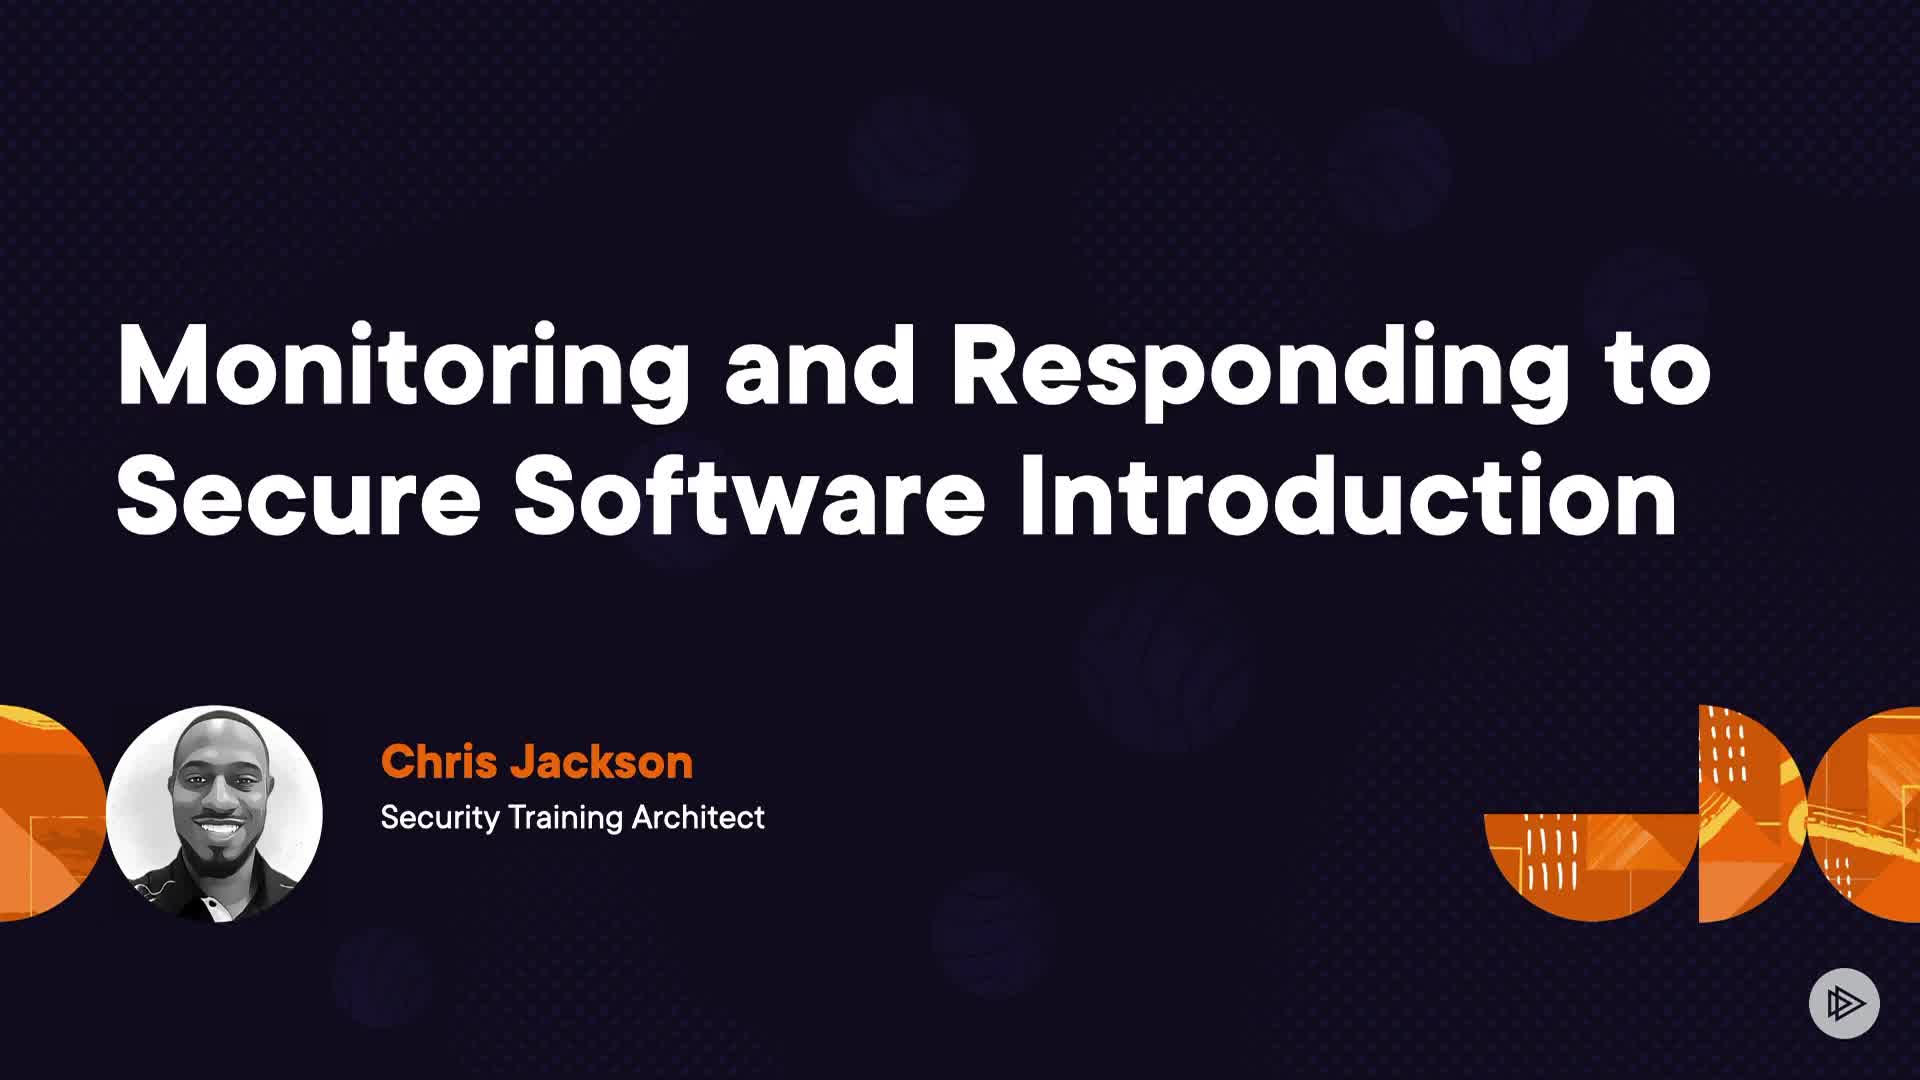 Monitoring and Responding to
Secure Software Introduction
Chris Jackson
Security Training Architect